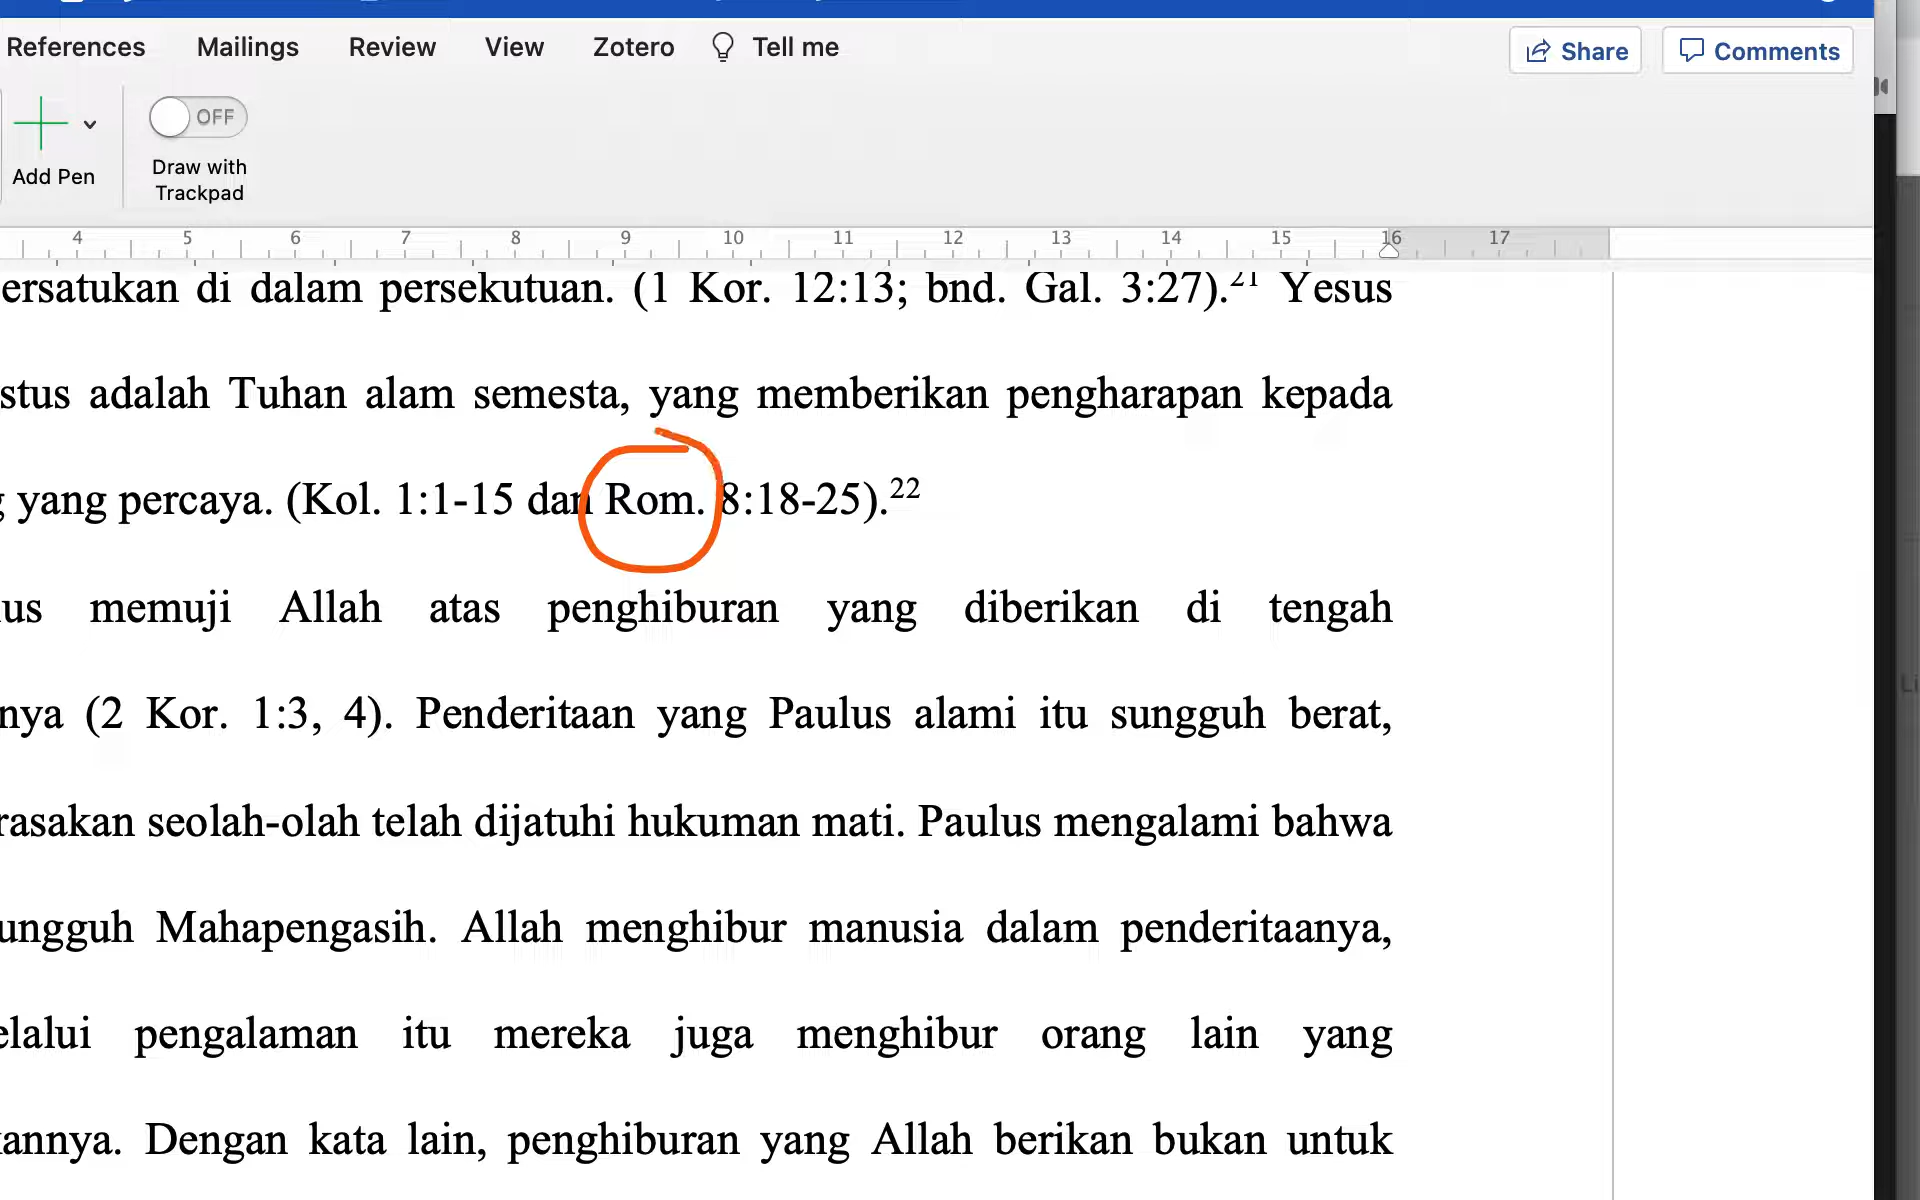 References Mailings Review View Zotero Tell me Share Comments
OFF
Add Pen Draw with
Trackpad
4 5 6 7 8 9 10 11 12 13 14 15 16 17
ersatukan di dalam persekutuan. (1 Kor. 12:13; bnd. Gal. 3:27).21 Yesus
stus adalah Tuhan alam semesta, yang memberikan pengharapan kepada
g yang percaya. (Kol. 1:1-15 dan Rom. 8:18-25).22
lus memuji Allah atas penghiburan yang diberikan di tengah
nya (2 Kor. 1:3, 4). Penderitaan yang Paulus alami itu sungguh berat,
rasakan seolah-olah telah dijatuhi hukuman mati. Paulus mengalami bahwa
ungguh Mahapengasih. Allah menghibur manusia dalam penderitaanya,
elalui pengalaman itu mereka juga menghibur orang lain yang
kannya. Dengan kata lain, penghiburan yang Allah berikan bukan untuk